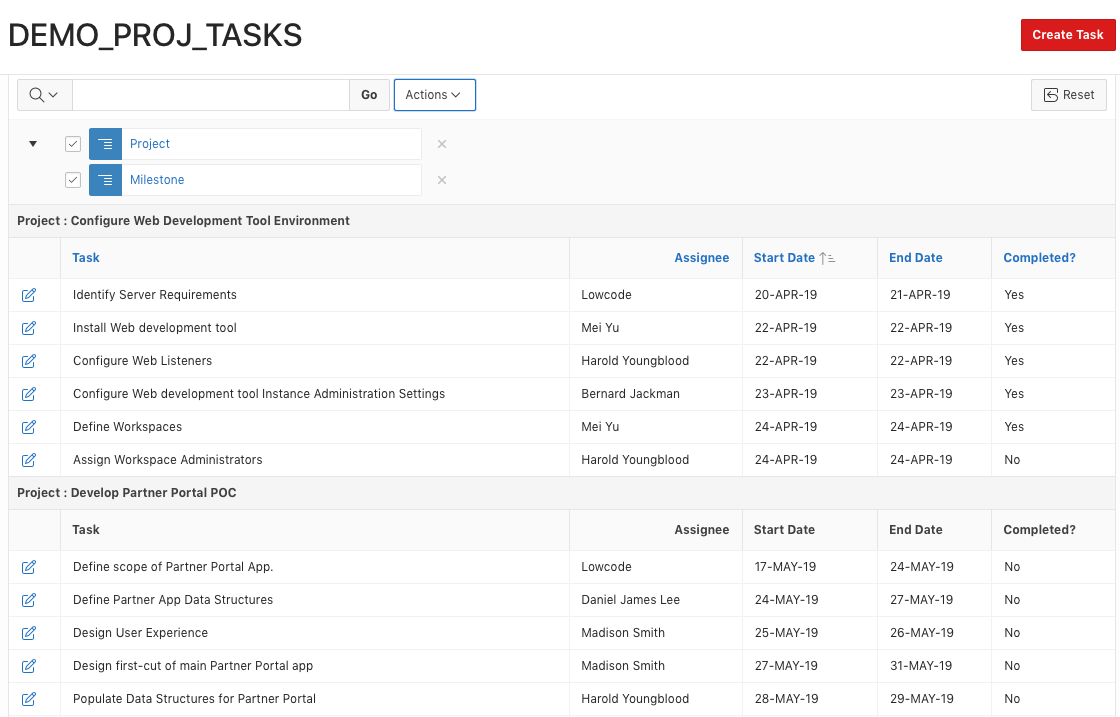 DEMO_PROJ_TASKS
Create Task
Go Actions Reset
Project
Milestone
Project : Configure Web Development Tool Environment
Task Assignee Start Date End Date Completed?
Identify Server Requirements Lowcode 20-APR-19 21-APR-19 Yes
Install Web development tool Mei Yu 22-APR-19 22-APR-19 Yes
Configure Web Listeners Harold Youngblood 22-APR-19 22-APR-19 Yes
Configure Web development tool Instance Administration Settings Bernard Jackman 23-APR-19 23-APR-19 Yes
Define Workspaces Mei Yu 24-APR-19 24-APR-19 Yes
Assign Workspace Administrators Harold Youngblood 24-APR-19 24-APR-19 No
Project : Develop Partner Portal POC
Task Assignee Start Date End Date Completed?
Define scope of Partner Portal App. Lowcode 17-MAY-19 24-MAY-19 No
Define Partner App Data Structures Daniel James Lee 24-MAY-19 27-MAY-19 No
Design User Experience Madison Smith 25-MAY-19 26-MAY-19 No
Design first-cut of main Partner Portal app Madison Smith 27-MAY-19 31-MAY-19 No
Populate Data Structures for Partner Portal Harold Youngblood 28-MAY-19 29-MAY-19 No